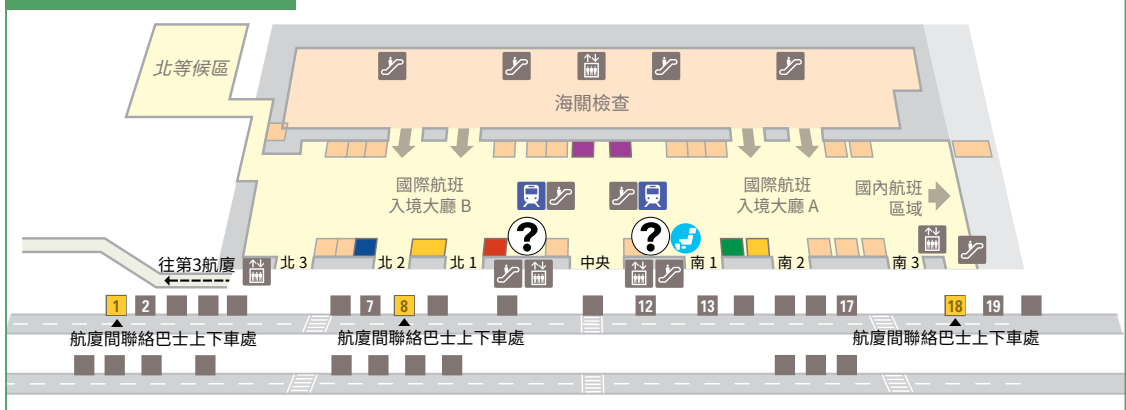 北等候區
海關檢查
國際航班
入境大廳 B
國際航班
入境大廳 A
國內航班
區域
?
?
往第3航廈
北 3
北 2
北 1
中央
南 1
南 2
南 3
1
2
7
8
12
13
17
18
19
航廈間聯絡巴士上下車處
航廈間聯絡巴士上下車處
航廈間聯絡巴士上下車處